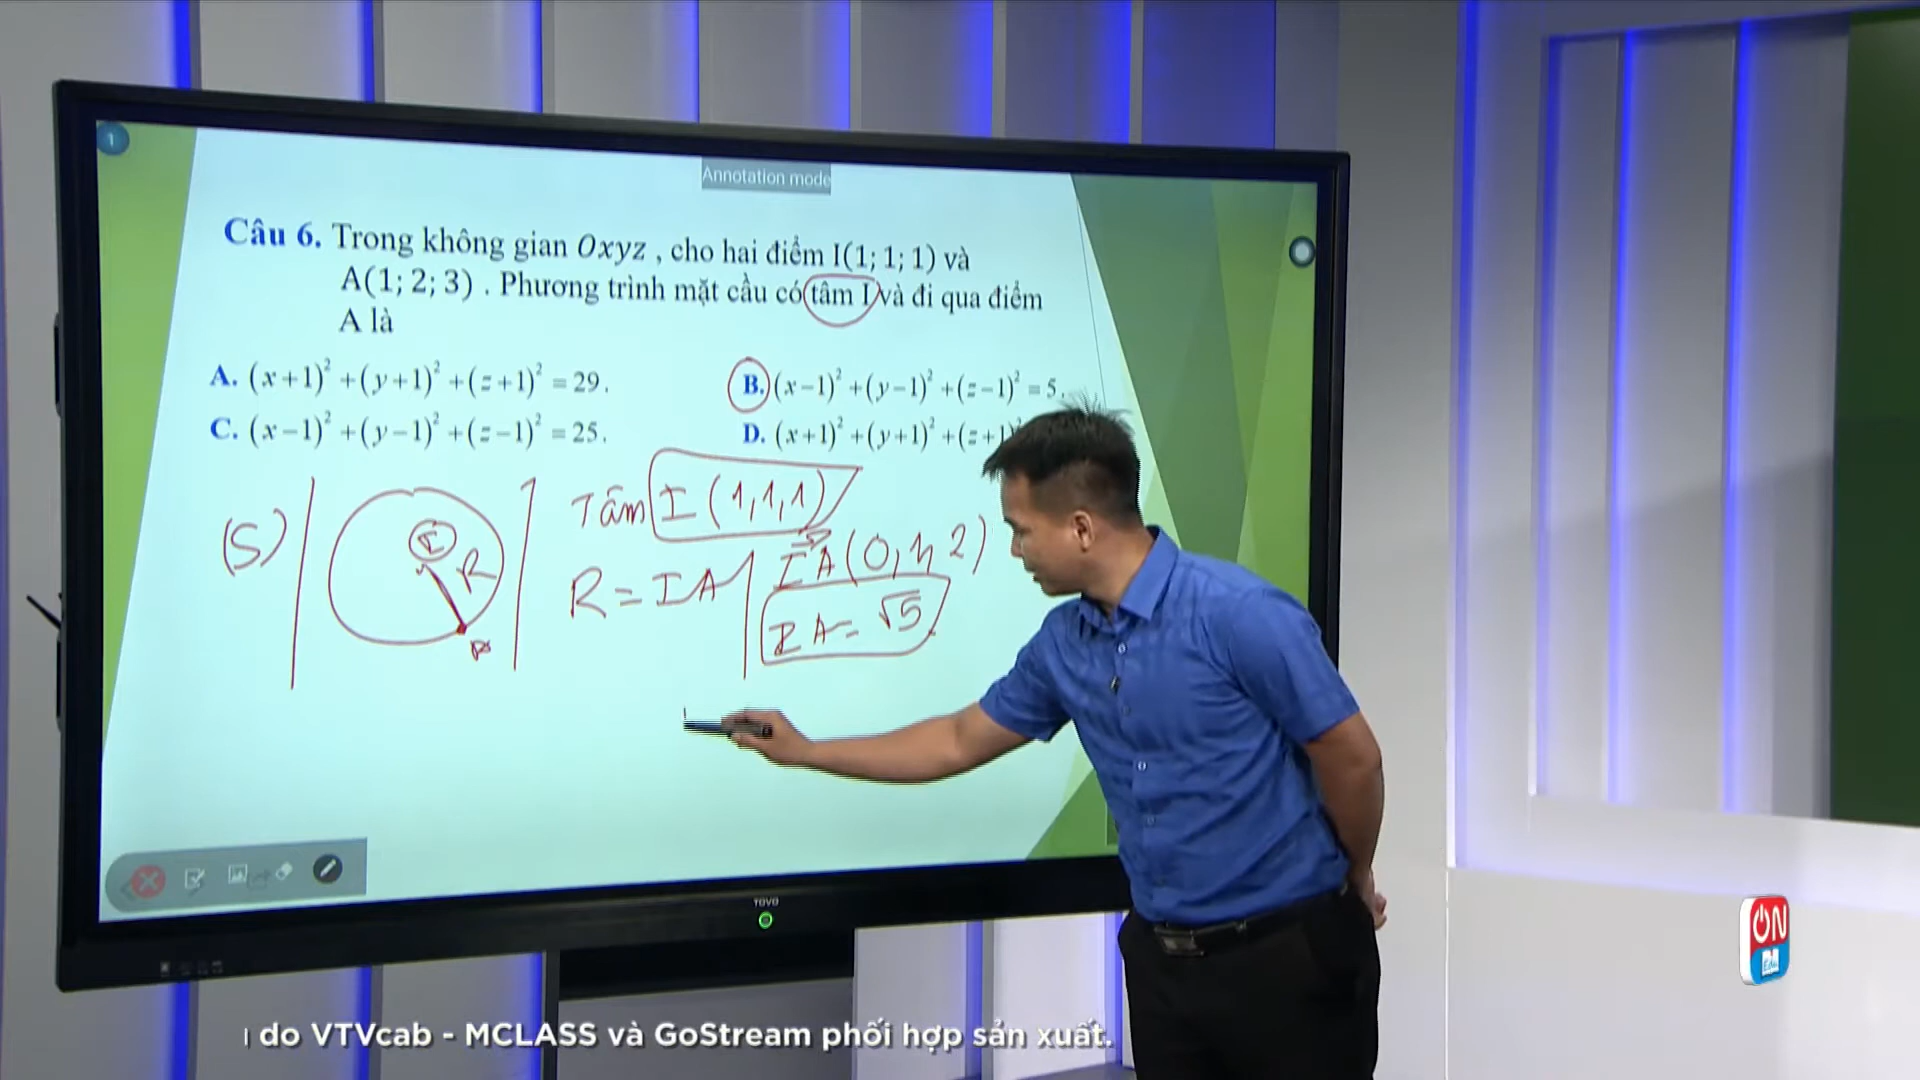 1
Annotation mode
Câu 6. Trong không gian Oxyz , cho hai điểm I(1; 1; 1) và
A(1; 2; 3) . Phương trình mặt cầu có tâm I và đi qua điểm
A là
A. (x+1)² +(y+1)² +(z+1)² = 29.
B. (x−1)² +(y−1)² +(z−1)² = 5.
C. (x−1)² +(y−1)² +(z−1)² = 25.
D. (x+1)² +(y+1)² +(z+1)²
(S)
I
R
A
Tâm I (1,1,1)
R = IA
IA (0, 1, 2)
IA = √5
TOVO
ON
Edu
do VTVcab - MCLASS và GoStream phối hợp sản xuất.